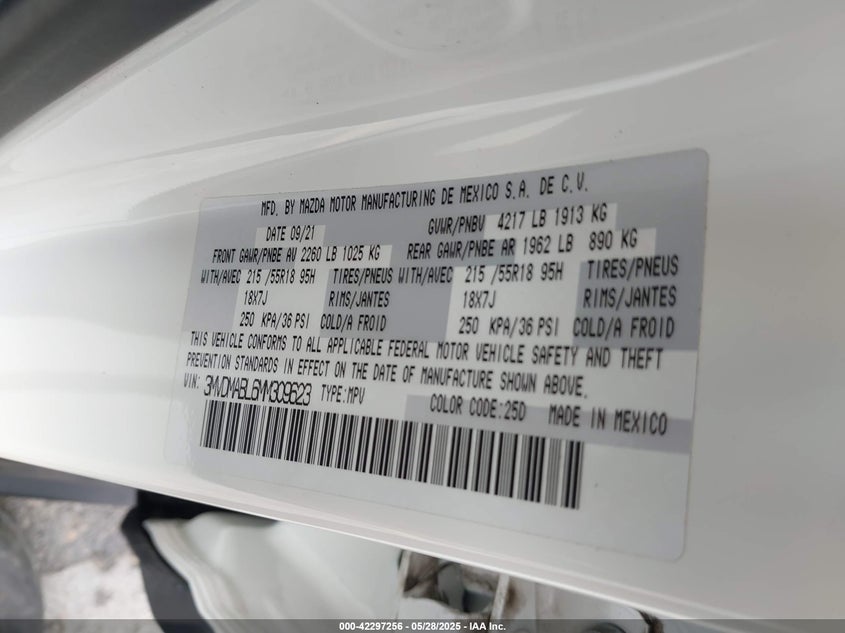 MFD. BY MAZDA MOTOR MANUFACTURING DE MEXICO S.A. DE C.V.
DATE 09/21 GVWR/PNBV 4217 LB 1913 KG
FRONT GAWR/PNBE AV 2260 LB 1025 KG REAR GAWR/PNBE AR 1962 LB 890 KG
WITH/AVEC 215 /55R18 95H TIRES/PNEUS WITH/AVEC 215 /55R18 95H TIRES/PNEUS
18X7J RIMS/JANTES 18X7J RIMS/JANTES
250 KPA/36 PSI COLD/A FROID 250 KPA/36 PSI COLD/A FROID
THIS VEHICLE CONFORMS TO ALL APPLICABLE FEDERAL MOTOR VEHICLE SAFETY AND THEFT
PREVENTION STANDARDS IN EFFECT ON THE DATE OF MANUFACTURE SHOWN ABOVE.
VIN: 3MVDMABL6MM309623 TYPE:MPV
COLOR CODE:25D MADE IN MEXICO
000-42297256 - 05/28/2025 - IAA Inc.